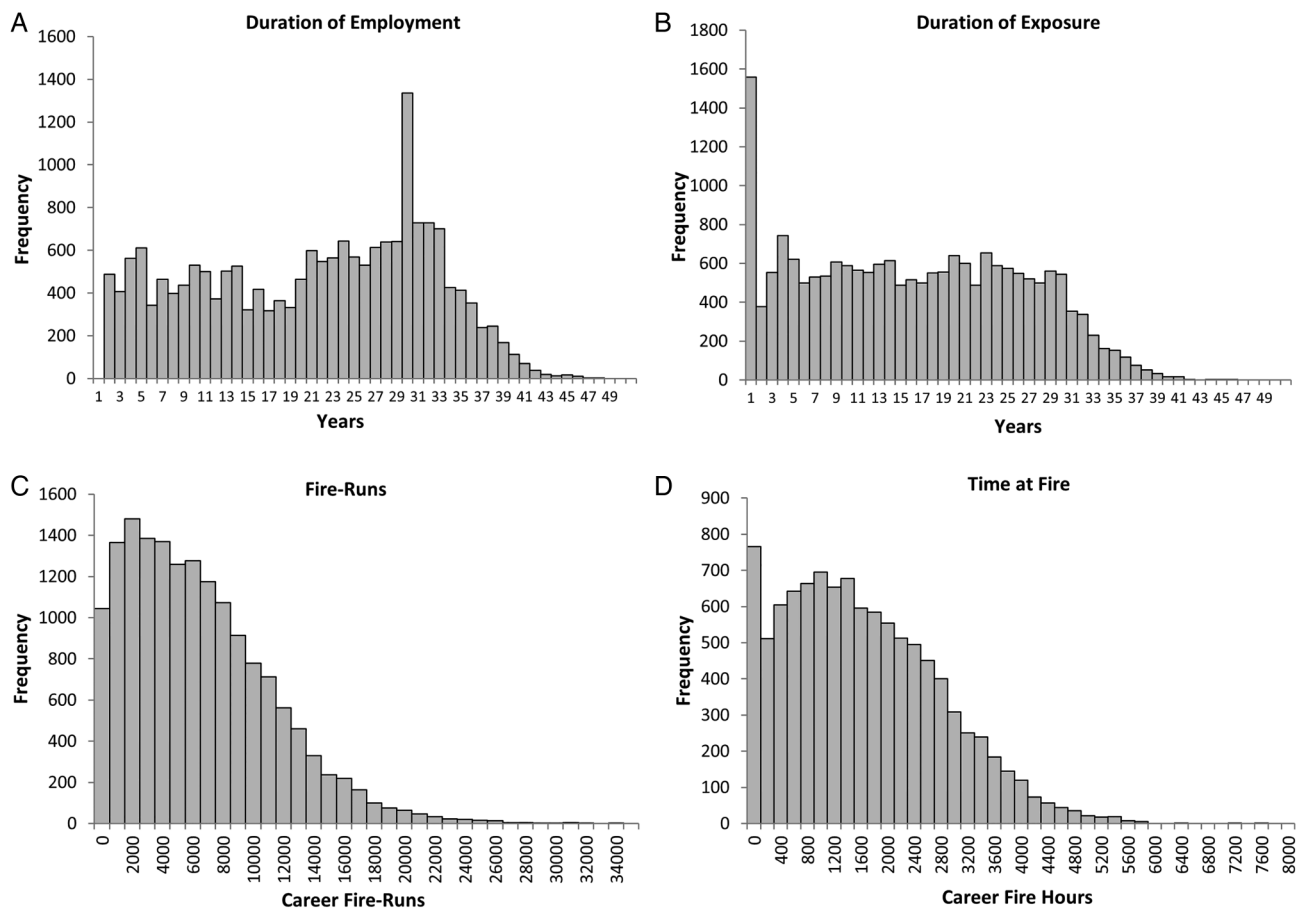 A
Duration of Employment
1600
1400
1200
1000
800
600
400
200
0
Frequency
1 3 5 7 9 11 13 15 17 19 21 23 25 27 29 31 33 35 37 39 41 43 45 47 49
Years
B
Duration of Exposure
1800
1600
1400
1200
1000
800
600
400
200
0
Frequency
1 3 5 7 9 11 13 15 17 19 21 23 25 27 29 31 33 35 37 39 41 43 45 47 49
Years
C
Fire-Runs
1600
1400
1200
1000
800
600
400
200
0
Frequency
0 2000 4000 6000 8000 10000 12000 14000 16000 18000 20000 22000 24000 26000 28000 30000 32000 34000
Career Fire-Runs
D
Time at Fire
900
800
700
600
500
400
300
200
100
0
Frequency
0 400 800 1200 1600 2000 2400 2800 3200 3600 4000 4400 4800 5200 5600 6000 6400 6800 7200 7600 8000
Career Fire Hours